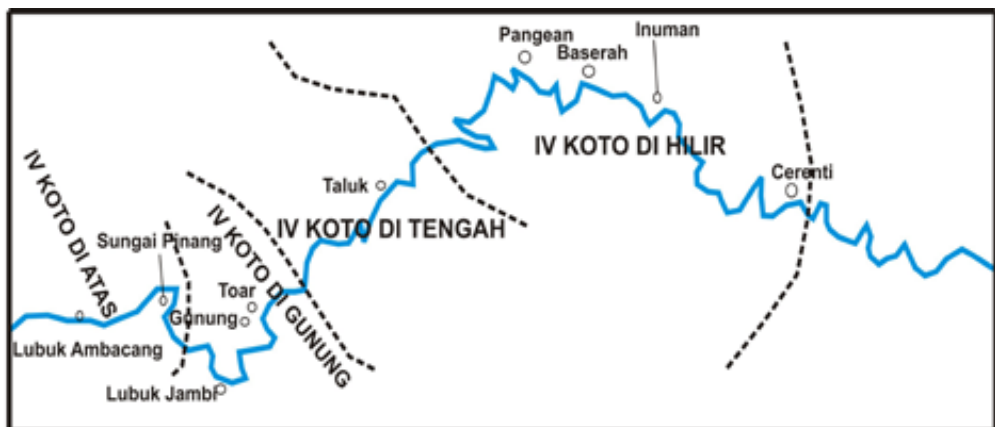 Inuman
Pangean
Baserah
IV KOTO DI HILIR
Cerenti
Taluk
IV KOTO DI TENGAH
IV KOTO DI ATAS
Sungai Pinang
IV KOTO DI GUNUNG
Toar
Gunung
Lubuk Ambacang
Lubuk Jambi